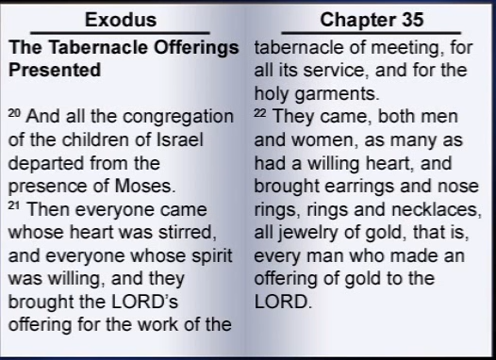 Exodus
Chapter 35
The Tabernacle Offerings
Presented
20 And all the congregation
of the children of Israel
departed from the
presence of Moses.
21 Then everyone came
whose heart was stirred,
and everyone whose spirit
was willing, and they
brought the LORD's
offering for the work of the
tabernacle of meeting, for
all its service, and for the
holy garments.
22 They came, both men
and women, as many as
had a willing heart, and
brought earrings and nose
rings, rings and necklaces,
all jewelry of gold, that is,
every man who made an
offering of gold to the
LORD.